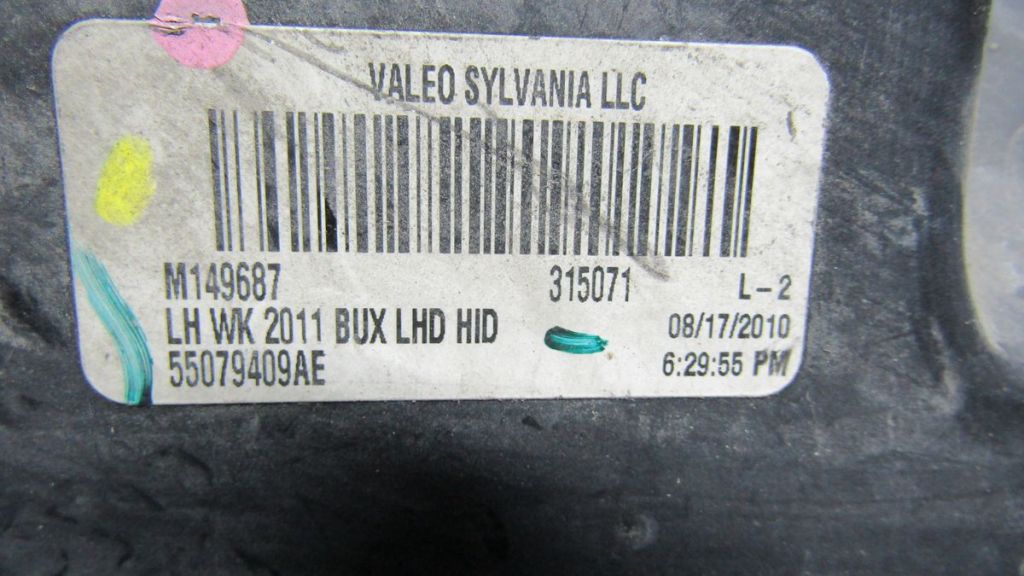 VALEO SYLVANIA LLC
M149687 315071 L-2
LH WK 2011 BUX LHD HID 08/17/2010
55079409AE 6:29:55 PM